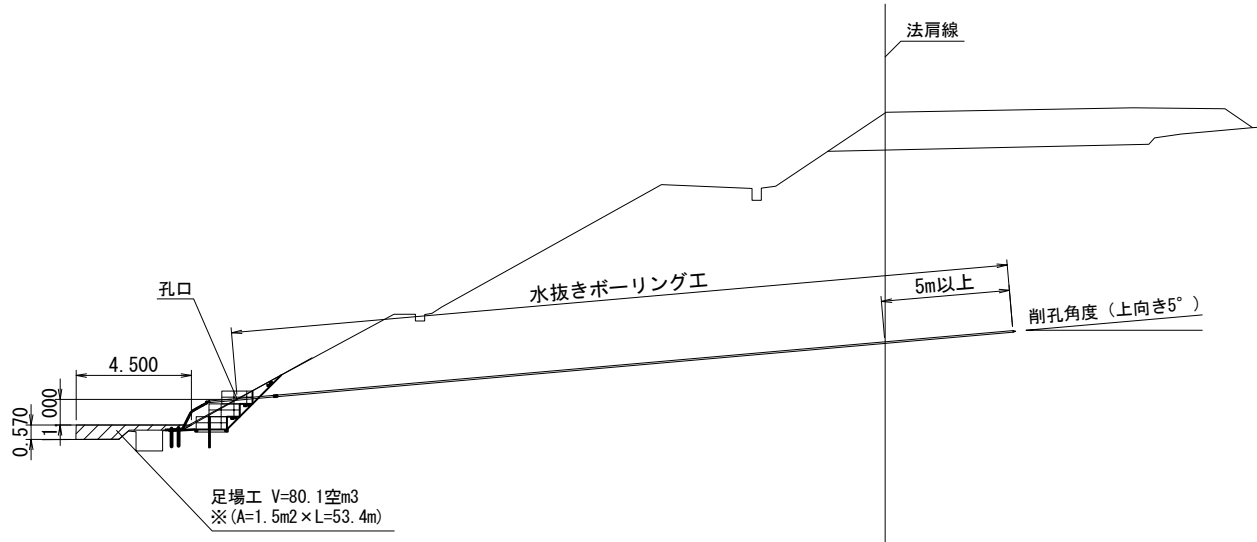 法肩線
水抜きボーリング工
5m以上
孔口
削孔角度（上向き5°）
4.500
1.000
0.570
足場工 V=80.1空m3
※(A=1.5m2×L=53.4m)